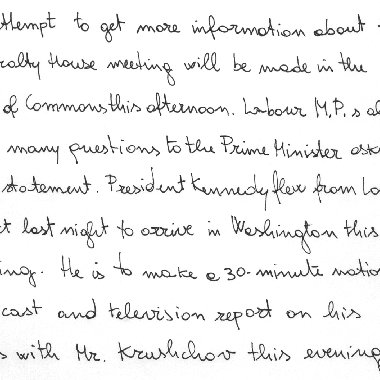 ttempt to get more information about
ralty House meeting will be made in the
of Commons this afternoon. Labour M.P.s al
many questions to the Prime Minister ask
statement. President Kennedy flew from Lo
t last night to arrive in Washington this
ing. He is to make a 30-minute nation
cast and television report on his
s with Mr. Krushchov this evening